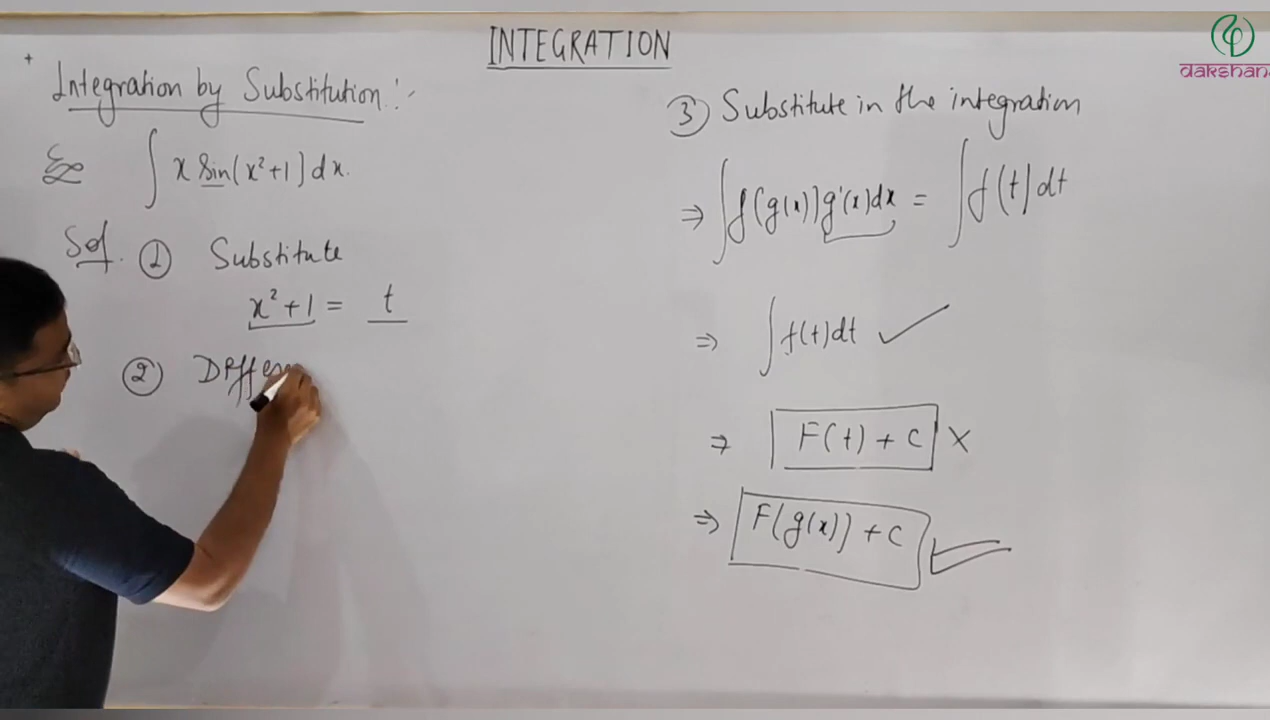 INTEGRATION
Integration by Substitution :-
Ex ∫ x Sin(x²+1) dx.
Sol. ① Substitute
x²+1 = t
② Differ
③ Substitute in the integration
⇒ ∫ f(g(x)) g'(x)dx = ∫ f(t) dt
⇒ ∫ f(t)dt ✓
⇒ F(t) + C ×
⇒ F(g(x)) + C ✓
dakshana